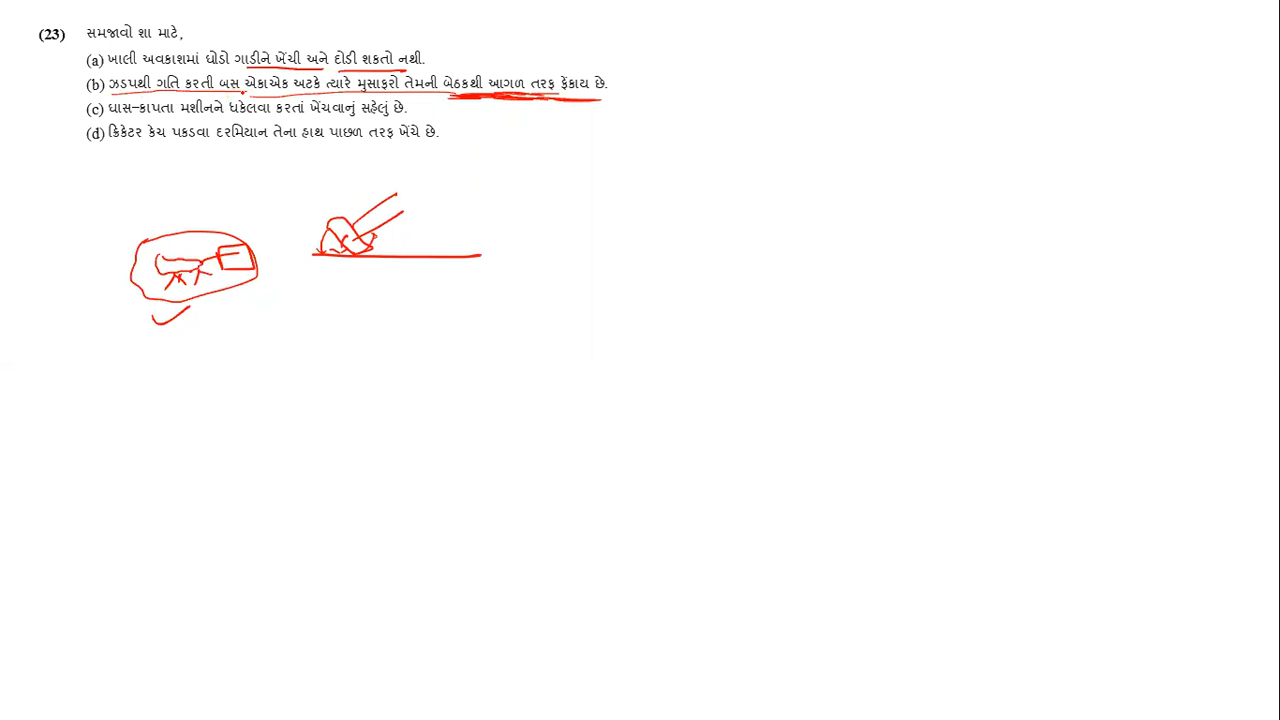 (23) સમજાવો શા માટે,
(a) ખાલી અવકાશમાં ઘોડો ગાડીને ખેંચી અને દોડી શકતો નથી.
(b) ઝડપથી ગતિ કરતી બસ એકાએક અટકે ત્યારે મુસાફરો તેમની બેઠકથી આગળ તરફ ફેંકાય છે.
(c) ઘાસ-કાપતા મશીનને ધકેલવા કરતાં ખેંચવાનું સહેલું છે.
(d) ક્રિકેટર કેચ પકડવા દરમિયાન તેના હાથ પાછળ તરફ ખેંચે છે.